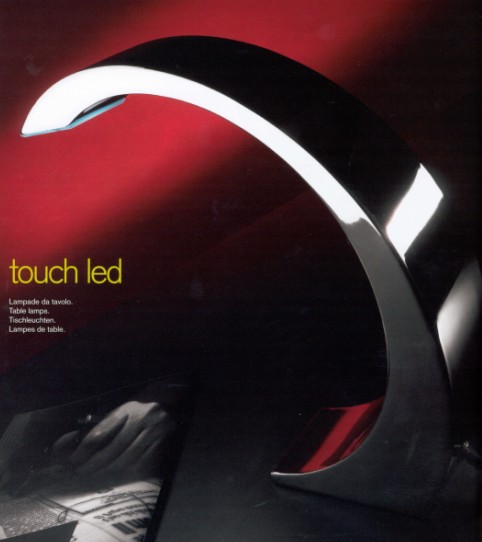 touch led
Lampade da tavolo.
Table lamps.
Tischleuchten.
Lampes de table.